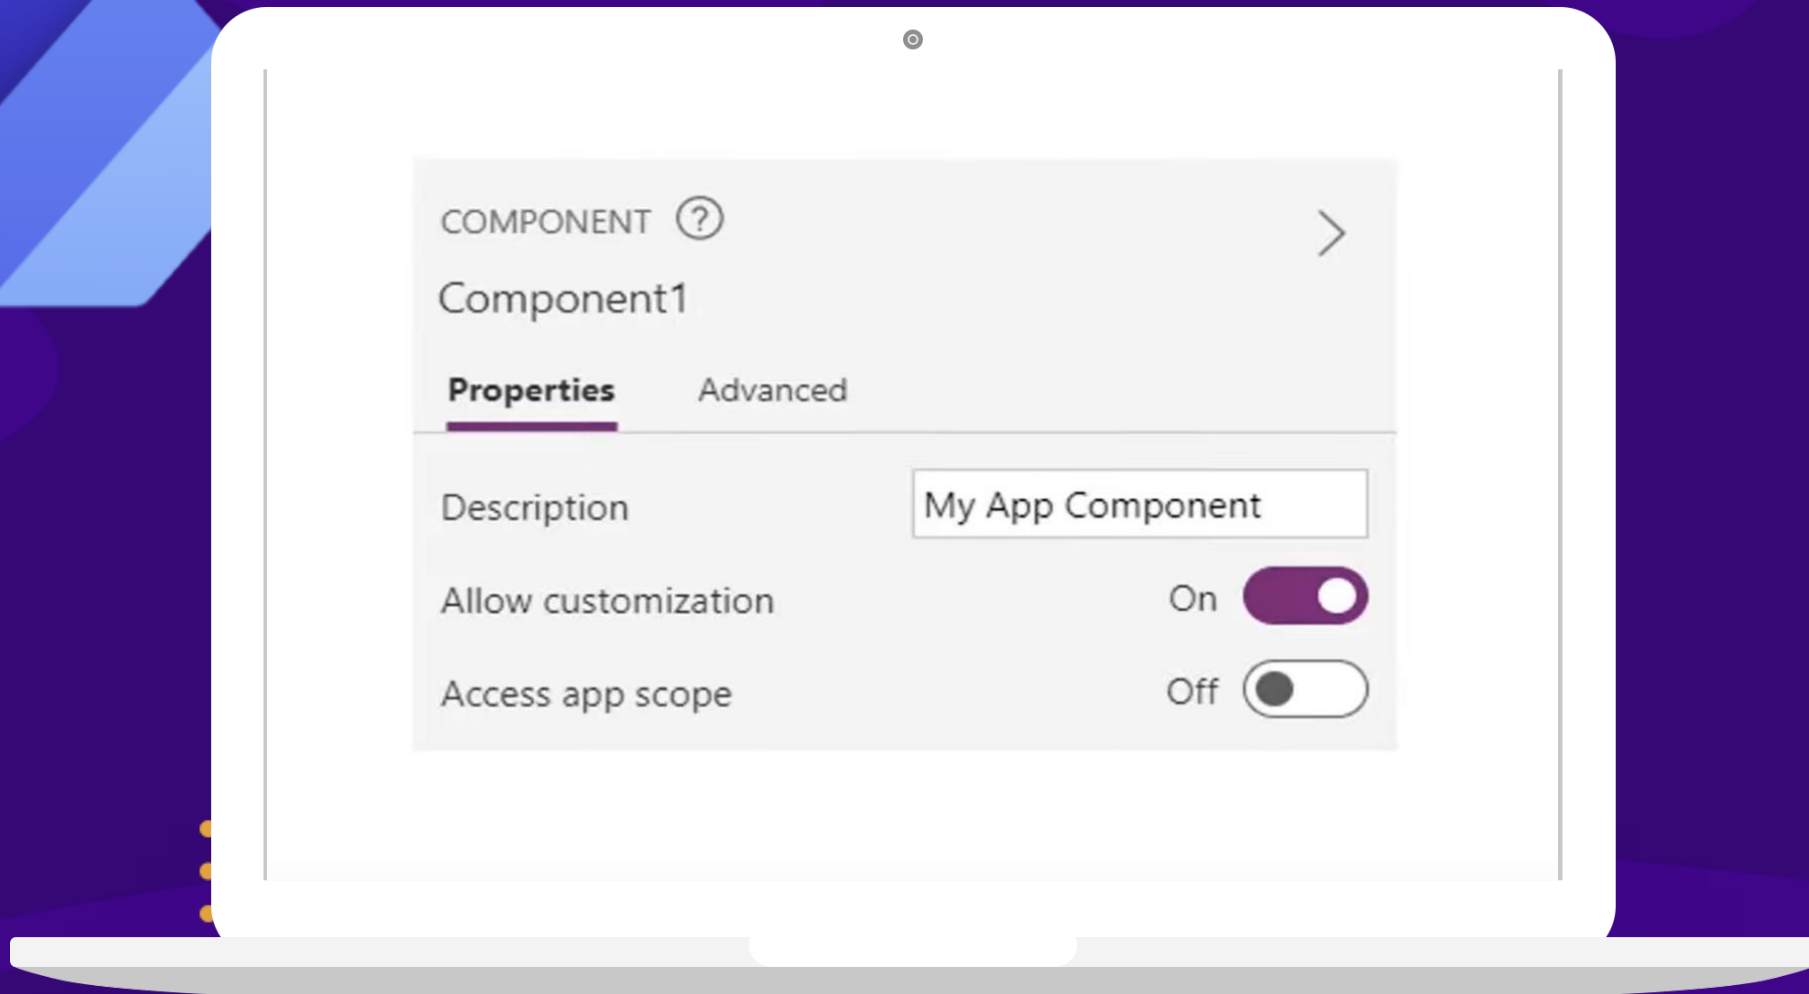 COMPONENT ?
Component1
Properties Advanced
Description My App Component
Allow customization On
Access app scope Off